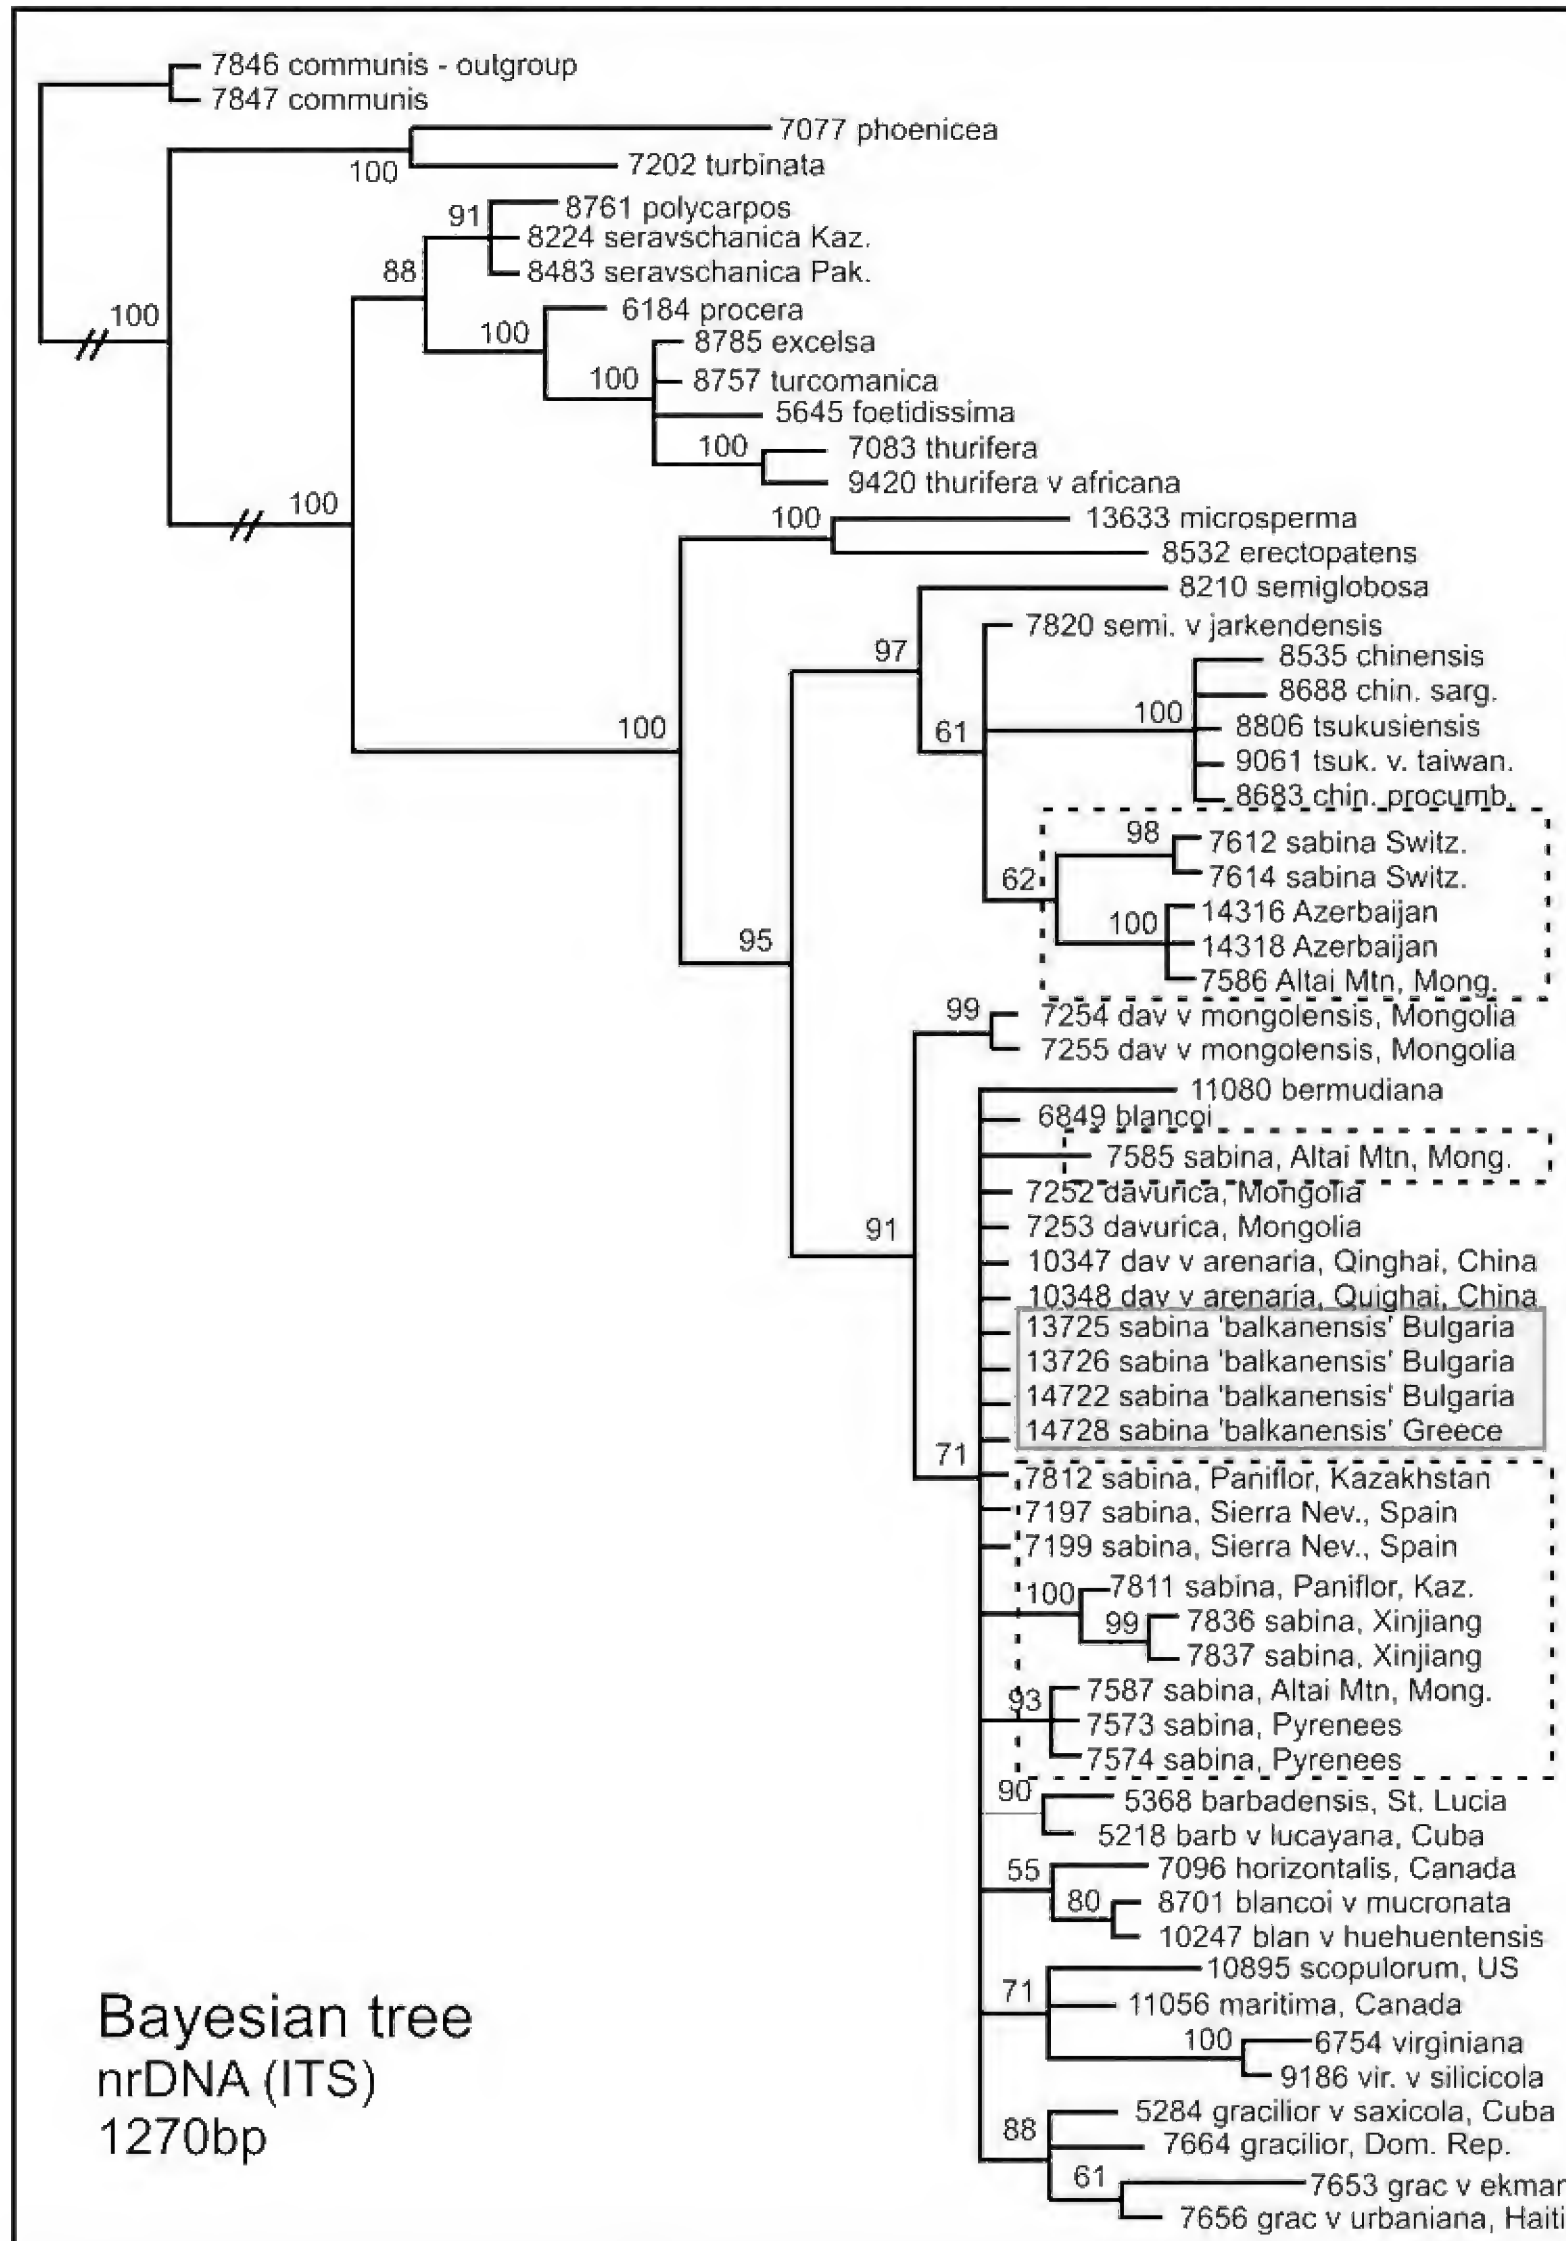 7846 communis - outgroup
7847 communis
7077 phoenicea
100
7202 turbinata
8761 polycarpos
91
8224 seravschanica Kaz.
88
8483 seravschanica Pak.
6184 procera
100
100
8785 excelsa
100
8757 turcomanica
5645 foetidissima
100
7083 thurifera
9420 thurifera v africana
100
100
13633 microsperma
8532 erectopatens
8210 semiglobosa
7820 semi. v jarkendensis
97
8535 chinensis
8688 chin. sarg.
100
100
61
8806 tsukusiensis
9061 tsuk. v. taiwan.
8683 chin. procumb.
98
7612 sabina Switz.
7614 sabina Switz.
62
14316 Azerbaijan
100
95
14318 Azerbaijan
7586 Altai Mtn, Mong.
99
7254 dav v mongolensis, Mongolia
7255 dav v mongolensis, Mongolia
11080 bermudiana
6849 blancoi
7585 sabina, Altai Mtn, Mong.
7252 davurica, Mongolia
91
7253 davurica, Mongolia
10347 dav v arenaria, Qinghai, China
10348 dav v arenaria, Quighai, China
13725 sabina 'balkanensis' Bulgaria
13726 sabina 'balkanensis' Bulgaria
14722 sabina 'balkanensis' Bulgaria
14728 sabina 'balkanensis' Greece
71
7812 sabina, Paniflor, Kazakhstan
7197 sabina, Sierra Nev., Spain
7199 sabina, Sierra Nev., Spain
100
7811 sabina, Paniflor, Kaz.
99
7836 sabina, Xinjiang
7837 sabina, Xinjiang
93
7587 sabina, Altai Mtn, Mong.
7573 sabina, Pyrenees
7574 sabina, Pyrenees
90
5368 barbadensis, St. Lucia
5218 barb v lucayana, Cuba
55
7096 horizontalis, Canada
80
8701 blancoi v mucronata
10247 blan v huehuentensis
10895 scopulorum, US
71
11056 maritima, Canada
100
6754 virginiana
9186 vir. v silicicola
5284 gracilior v saxicola, Cuba
88
7664 gracilior, Dom. Rep.
61
7653 grac v ekmar
7656 grac v urbaniana, Haiti
Bayesian tree
nrDNA (ITS)
1270bp